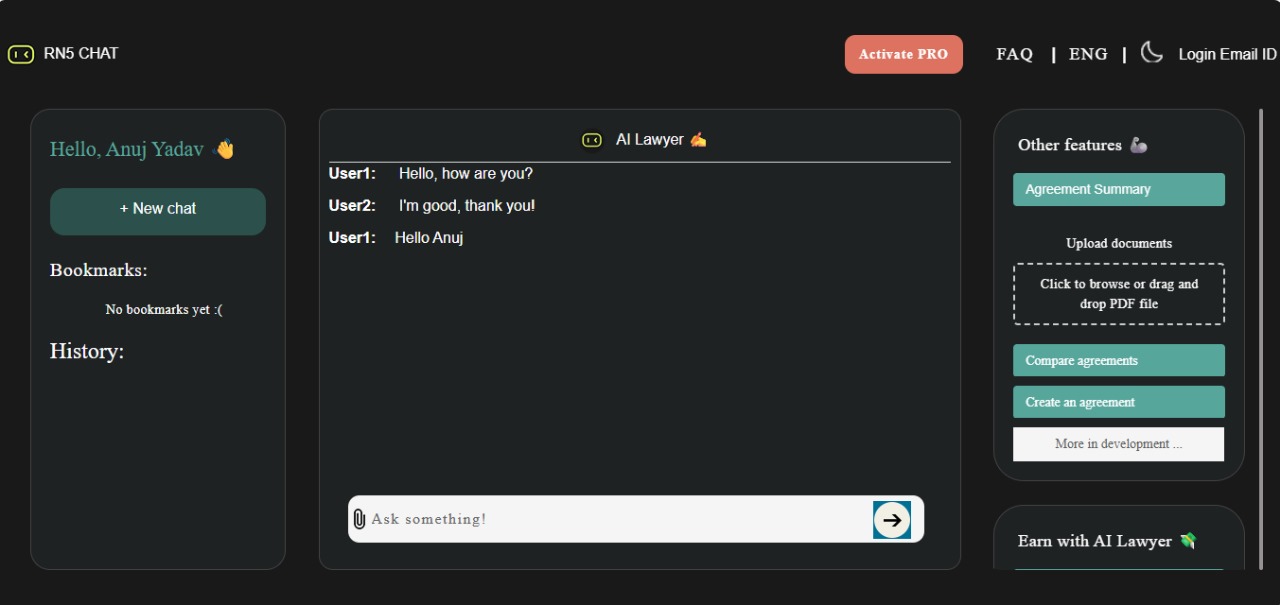 RN5 CHAT
Activate PRO
FAQ | ENG | Login Email ID
Hello, Anuj Yadav 👋
+ New chat
Bookmarks:
No bookmarks yet :(
History:
AI Lawyer ✍️
User1: Hello, how are you?
User2: I'm good, thank you!
User1: Hello Anuj
Ask something!
Other features 🦾
Agreement Summary
Upload documents
Click to browse or drag and
drop PDF file
Compare agreements
Create an agreement
More in development ...
Earn with AI Lawyer 💸